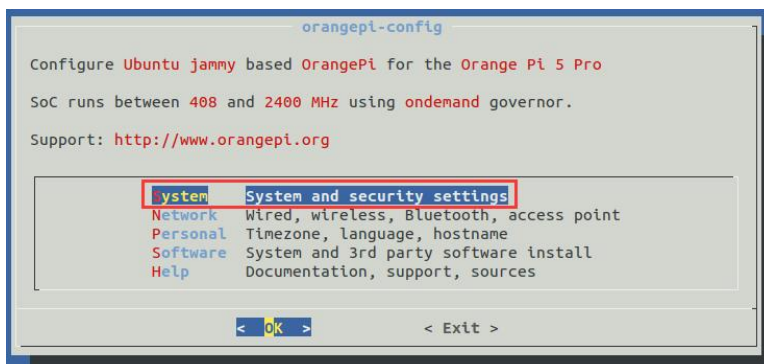 orangepi-config
Configure Ubuntu jammy based OrangePi for the Orange Pi 5 Pro
SoC runs between 408 and 2400 MHz using ondemand governor.
Support: http://www.orangepi.org
System System and security settings
Network Wired, wireless, Bluetooth, access point
Personal Timezone, language, hostname
Software System and 3rd party software install
Help Documentation, support, sources
< OK > < Exit >